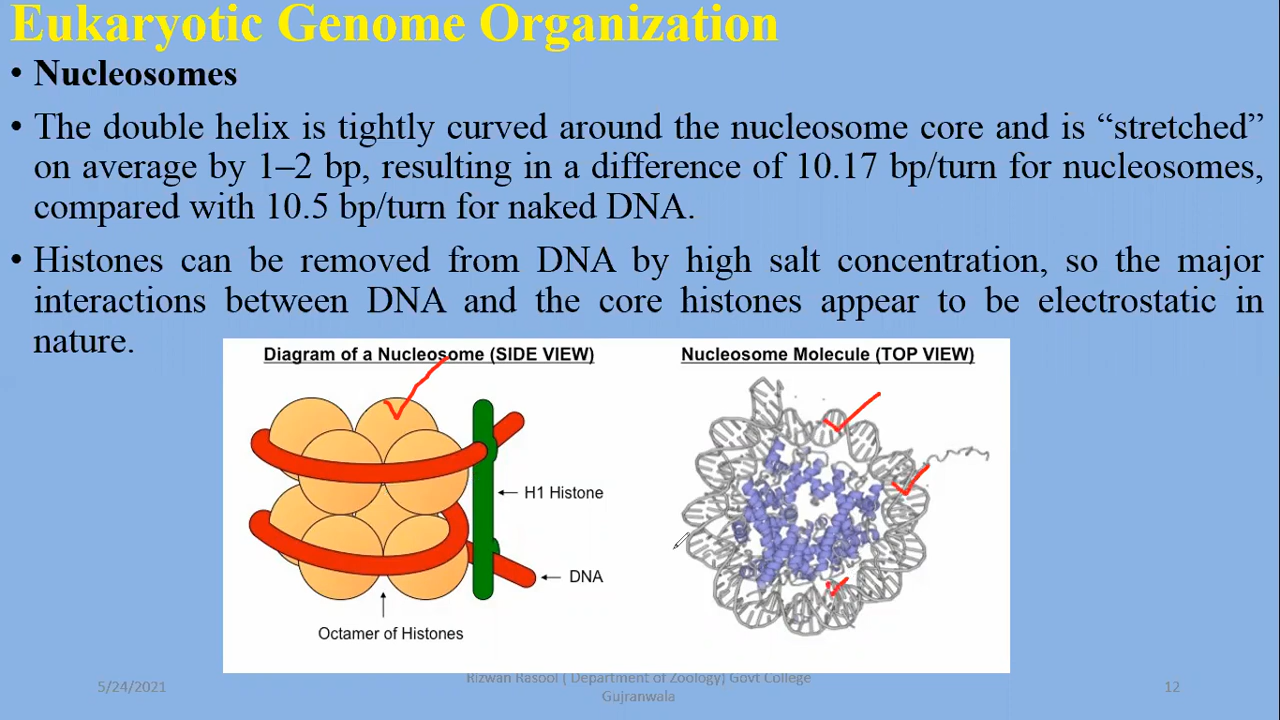 Eukaryotic Genome Organization
• Nucleosomes
• The double helix is tightly curved around the nucleosome core and is “stretched”
on average by 1–2 bp, resulting in a difference of 10.17 bp/turn for nucleosomes,
compared with 10.5 bp/turn for naked DNA.
• Histones can be removed from DNA by high salt concentration, so the major
interactions between DNA and the core histones appear to be electrostatic in
nature.
Diagram of a Nucleosome (SIDE VIEW)
H1 Histone
DNA
Octamer of Histones
Nucleosome Molecule (TOP VIEW)
5/24/2021
Rizwan Rasool ( Department of Zoology) Govt College
Gujranwala
12